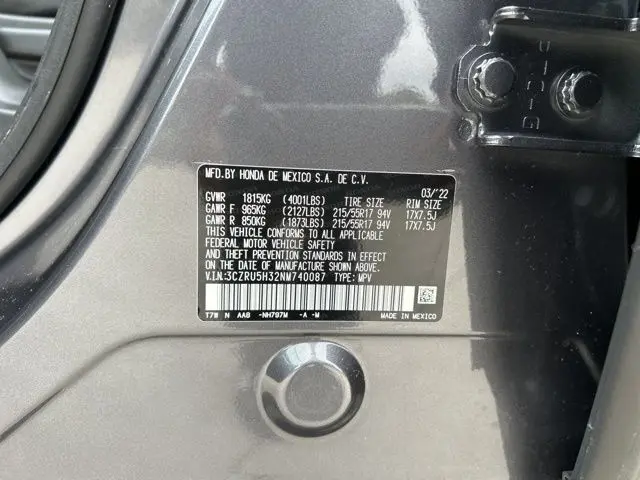 MFD.BY HONDA DE MEXICO S.A. DE C.V. 03/'22
GVWR 1815KG (4001LBS) TIRE SIZE RIM SIZE
GAWR F 965KG (2127LBS) 215/55R17 94V 17X7.5J
GAWR R 850KG (1873LBS) 215/55R17 94V 17X7.5J
THIS VEHICLE CONFORMS TO ALL APPLICABLE
FEDERAL MOTOR VEHICLE SAFETY
AND THEFT PREVENTION STANDARDS IN EFFECT
ON THE DATE OF MANUFACTURE SHOWN ABOVE.
V.I.N.:3CZRU5H32NM740087 TYPE: MPV
T7W N AAB -NH797M -A -M MADE IN MEXICO